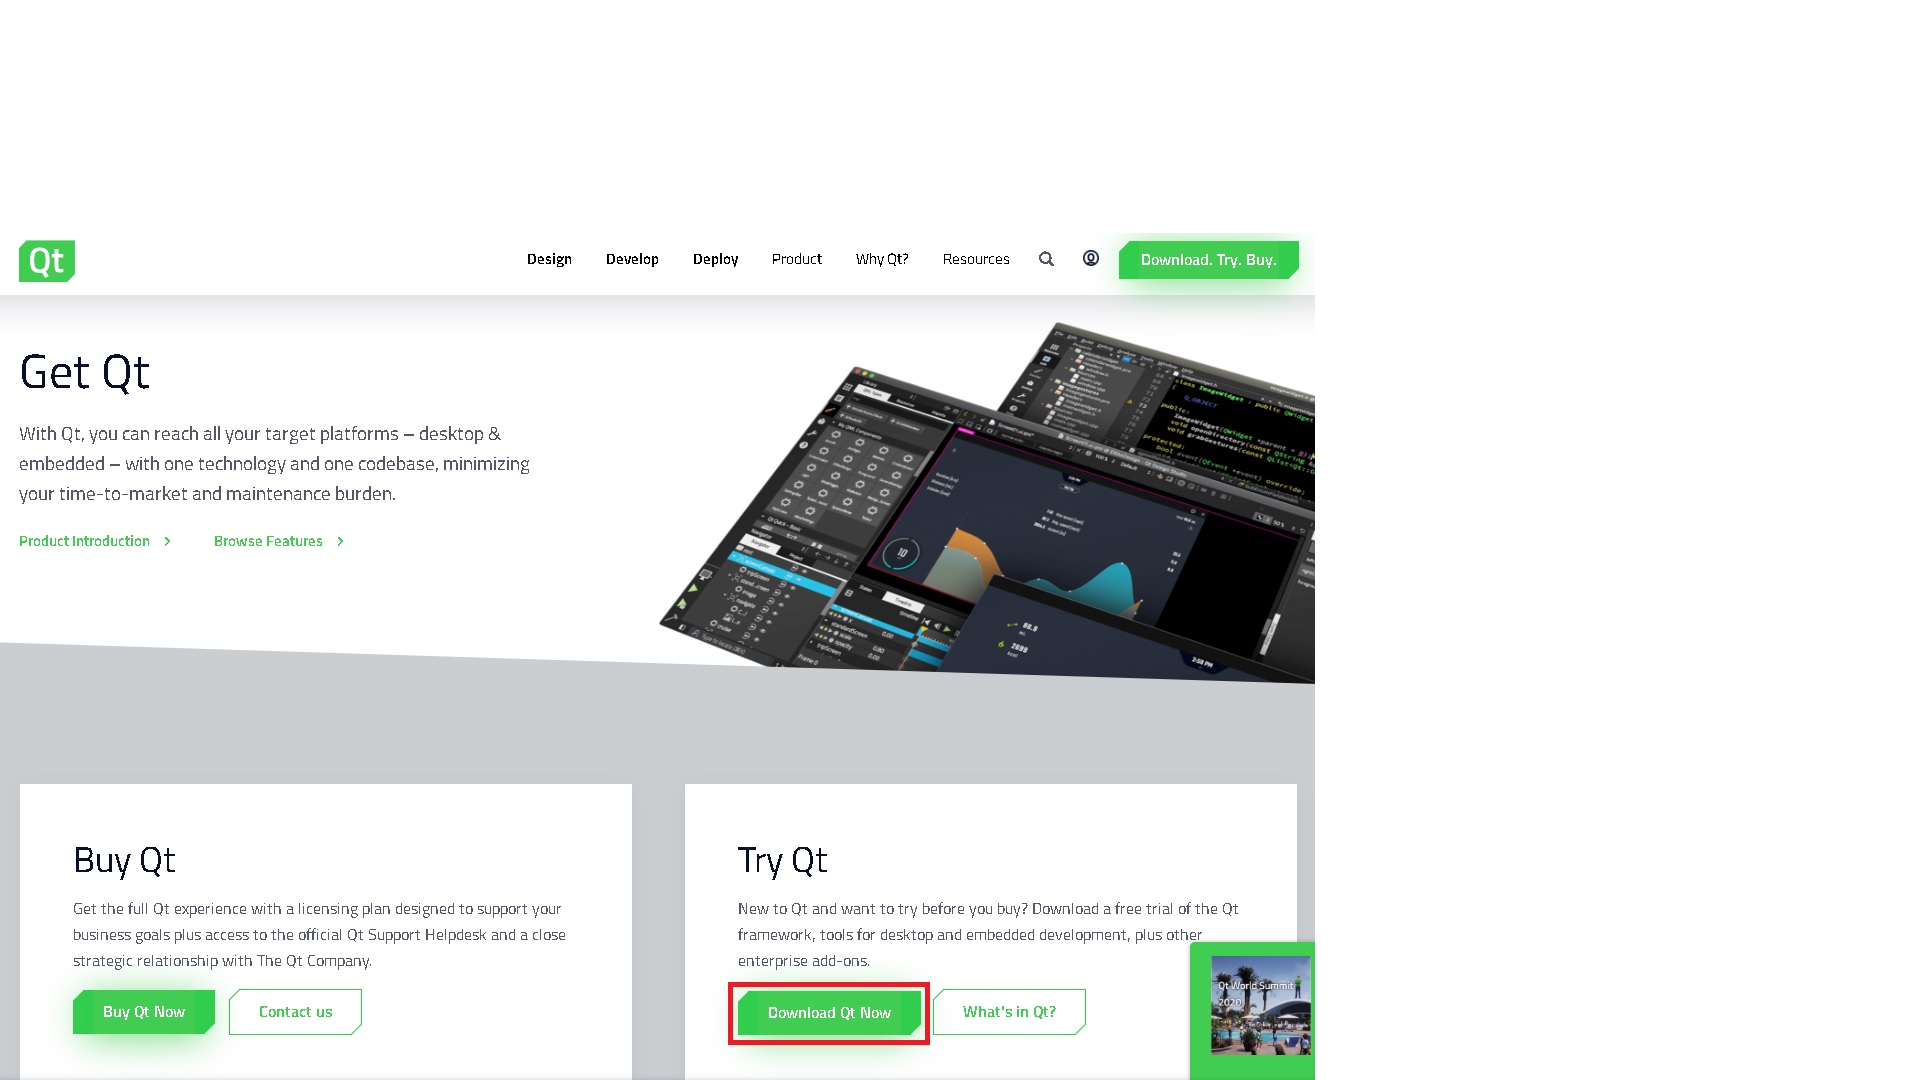 Qt
Design
Develop
Deploy
Product
Why Qt?
Resources
Download. Try. Buy.
Get Qt
With Qt, you can reach all your target platforms – desktop &
embedded – with one technology and one codebase, minimizing
your time-to-market and maintenance burden.
Product Introduction
Browse Features
Buy Qt
Get the full Qt experience with a licensing plan designed to support your
business goals plus access to the official Qt Support Helpdesk and a close
strategic relationship with The Qt Company.
Buy Qt Now
Contact us
Try Qt
New to Qt and want to try before you buy? Download a free trial of the Qt
framework, tools for desktop and embedded development, plus other
enterprise add-ons.
Download Qt Now
What's in Qt?
Qt World Summit
2020